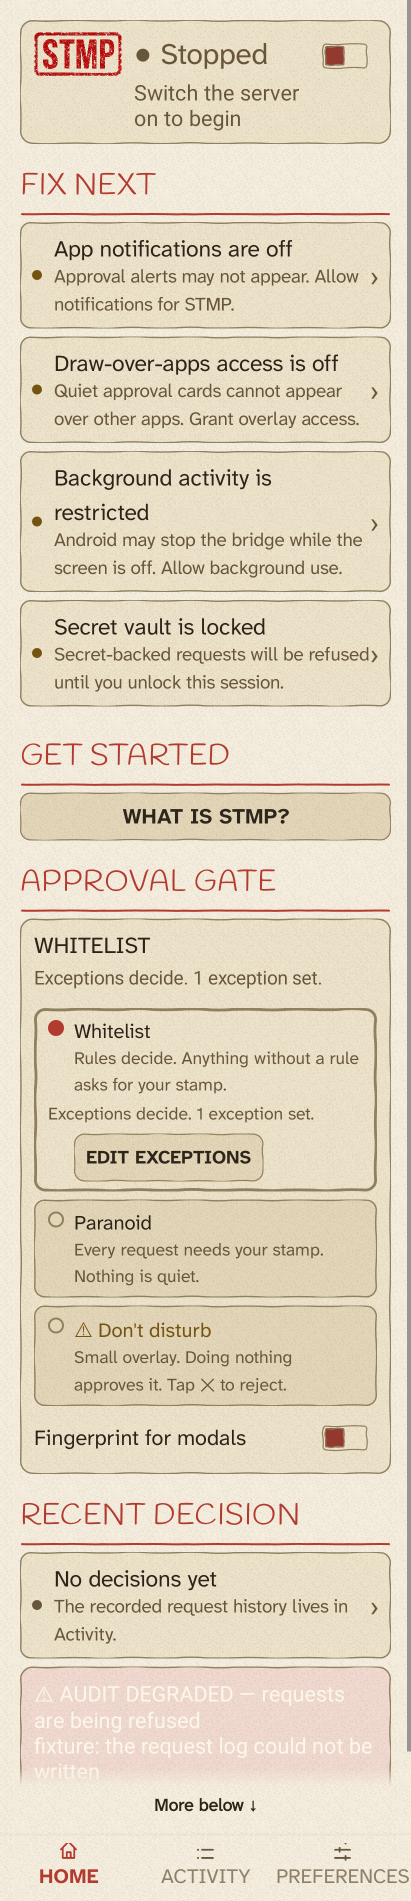 STMP
● Stopped
Switch the server
on to begin
FIX NEXT
App notifications are off
Approval alerts may not appear. Allow
notifications for STMP.
Draw-over-apps access is off
Quiet approval cards cannot appear
over other apps. Grant overlay access.
Background activity is
restricted
Android may stop the bridge while the
screen is off. Allow background use.
Secret vault is locked
Secret-backed requests will be refused
until you unlock this session.
GET STARTED
WHAT IS STMP?
APPROVAL GATE
WHITELIST
Exceptions decide. 1 exception set.
Whitelist
Rules decide. Anything without a rule
asks for your stamp.
Exceptions decide. 1 exception set.
EDIT EXCEPTIONS
Paranoid
Every request needs your stamp.
Nothing is quiet.
⚠ Don't disturb
Small overlay. Doing nothing
approves it. Tap ✕ to reject.
Fingerprint for modals
RECENT DECISION
No decisions yet
The recorded request history lives in
Activity.
⚠ AUDIT DEGRADED — requests
are being refused
fixture: the request log could not be
written
More below ↓
HOME
ACTIVITY
PREFERENCES